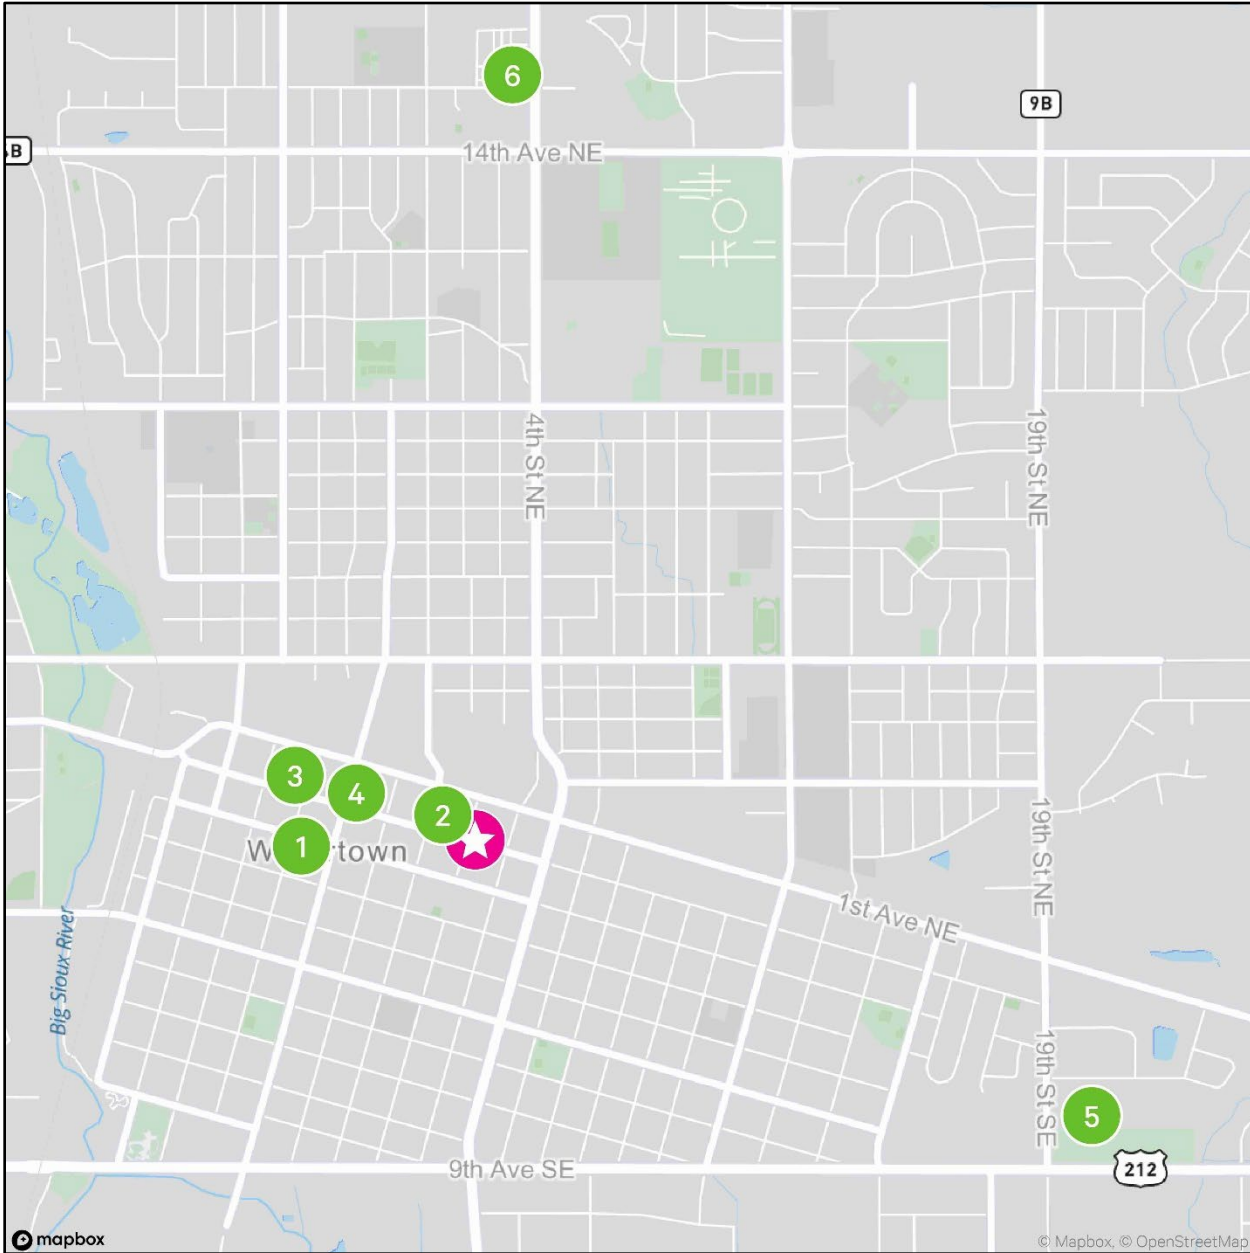 6
9B
B
14th Ave NE
4th St NE
19th St NE
3
4
2
1
W rtown
19th St NE
1st Ave NE
Big Sioux River
19th St SE
5
9th Ave SE
212
mapbox
© Mapbox, © OpenStreetMap